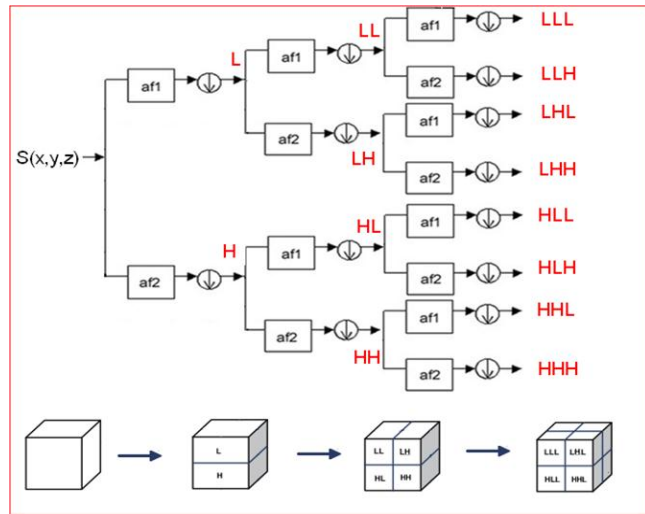 af1 LLL
L
LL
af1
af1
af2 LLH
af1 LHL
S(x,y,z)
af2
LH
af2 LHH
HL
af1 HLL
H
af1
af2
af2 HLH
af1 HHL
af2
HH
af2 HHH
L
H
LL LH
HL HH
LLL LHL
HLL HHL